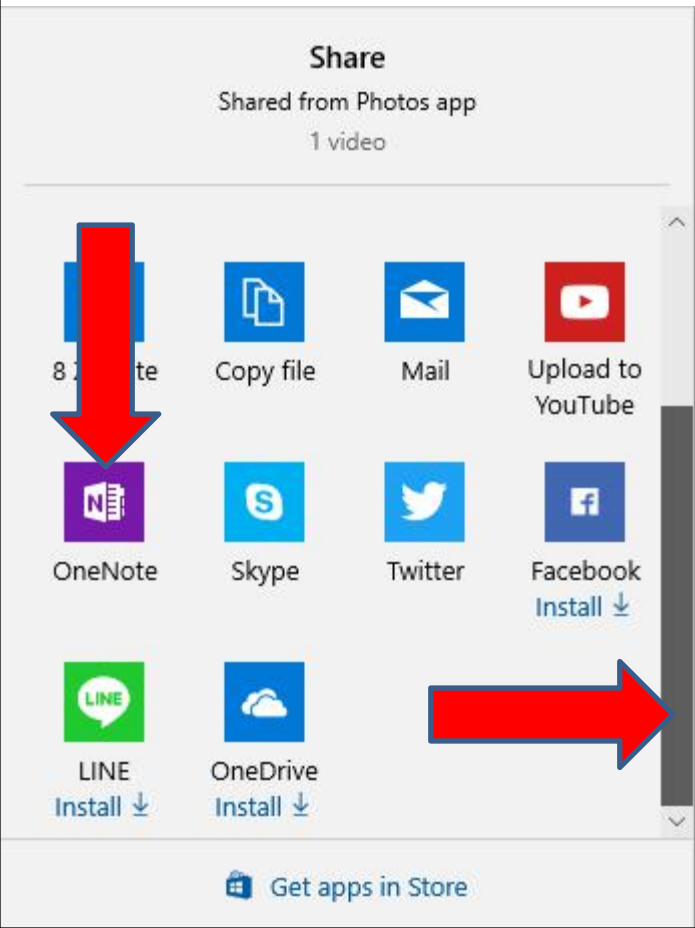 Share
Shared from Photos app
1 video
Copy file
Mail
Upload to
YouTube
N
OneNote
S
Skype
Twitter
f
Facebook
Install
LINE
LINE
Install
OneDrive
Install
Get apps in Store